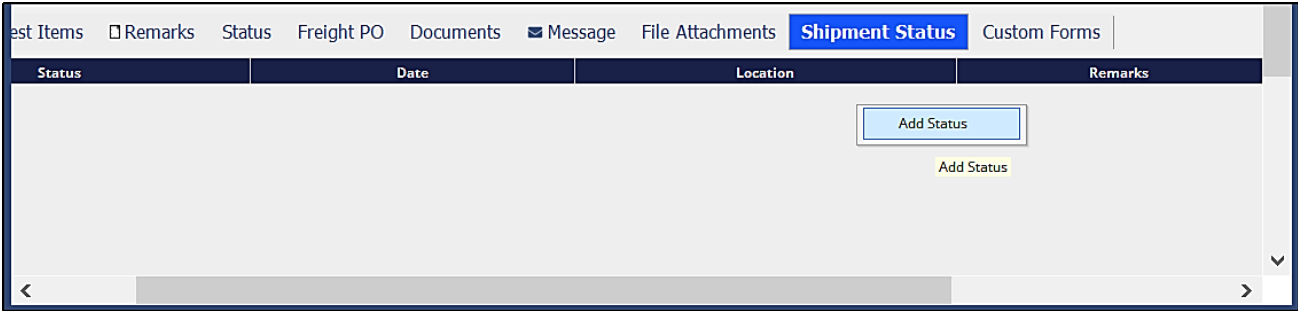 est Items Remarks Status Freight PO Documents Message File Attachments Shipment Status Custom Forms
Status Date Location Remarks
Add Status
Add Status